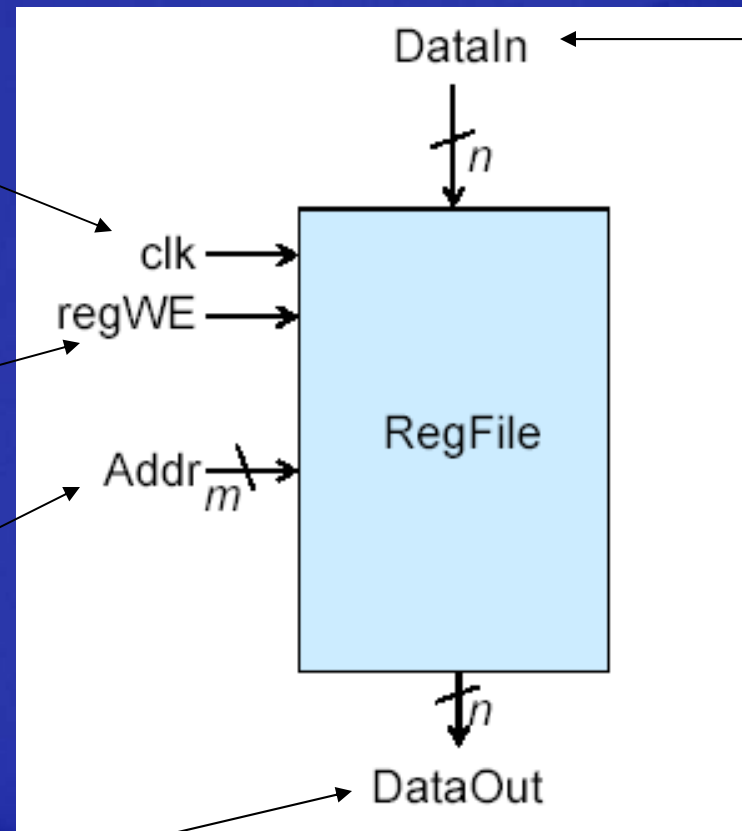 DataIn
n
clk
regWE
RegFile
Addr
m
n
DataOut